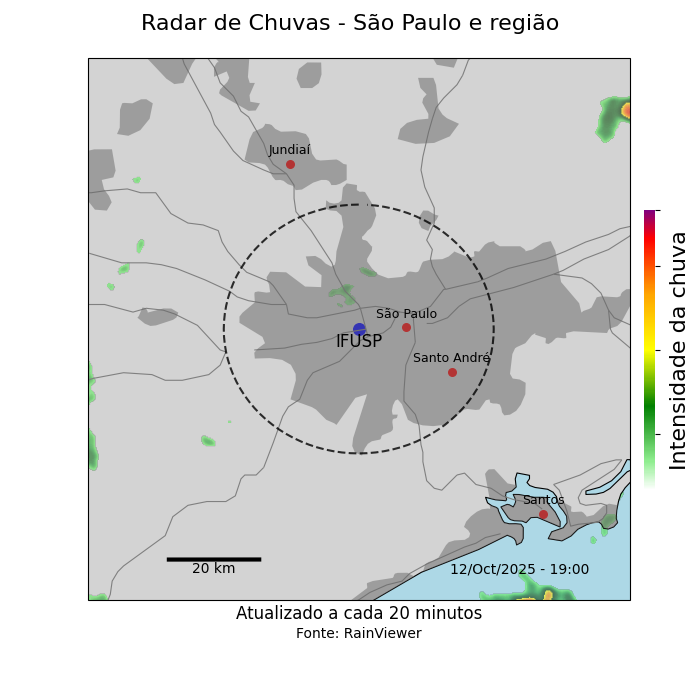 Radar de Chuvas - São Paulo e região
Jundiaí
São Paulo
IFUSP
Santo André
Santos
20 km
12/Oct/2025 - 19:00
Intensidade da chuva
Atualizado a cada 20 minutos
Fonte: RainViewer